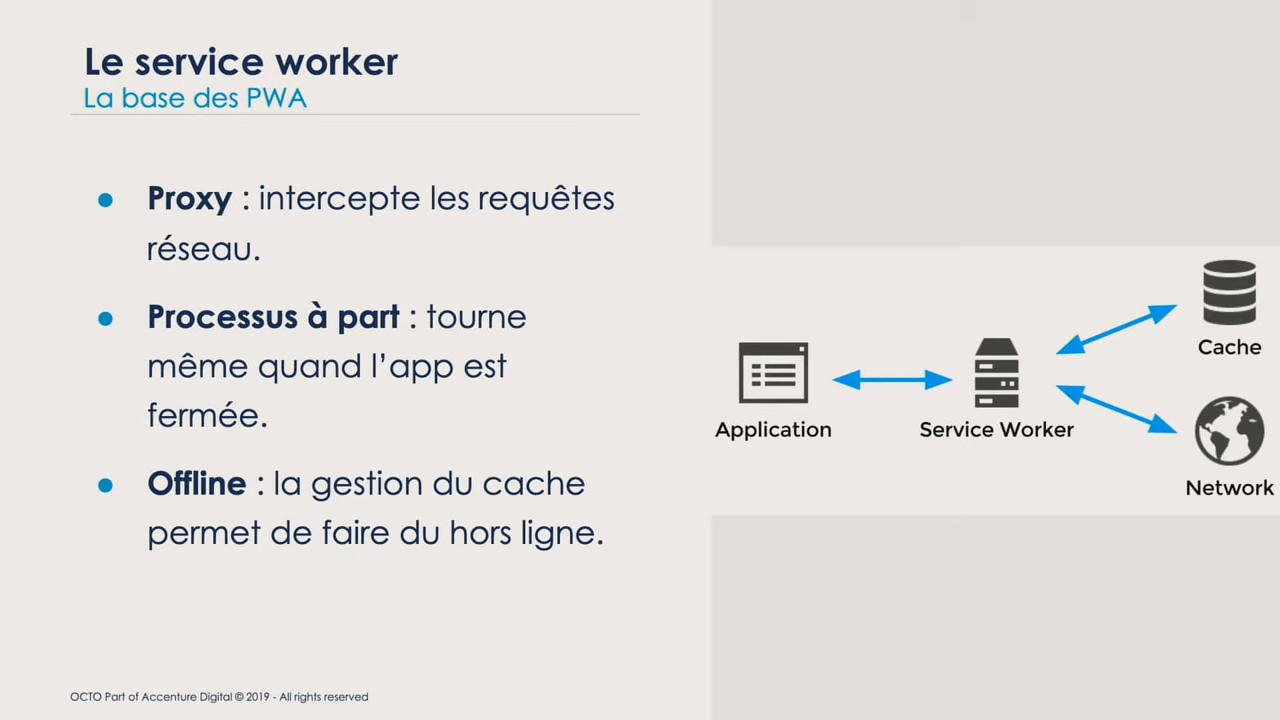 Le service worker
La base des PWA
● Proxy : intercepte les requêtes
réseau.
● Processus à part : tourne
même quand l’app est
fermée.
● Offline : la gestion du cache
permet de faire du hors ligne.
Application
Service Worker
Cache
Network
OCTO Part of Accenture Digital © 2019 - All rights reserved